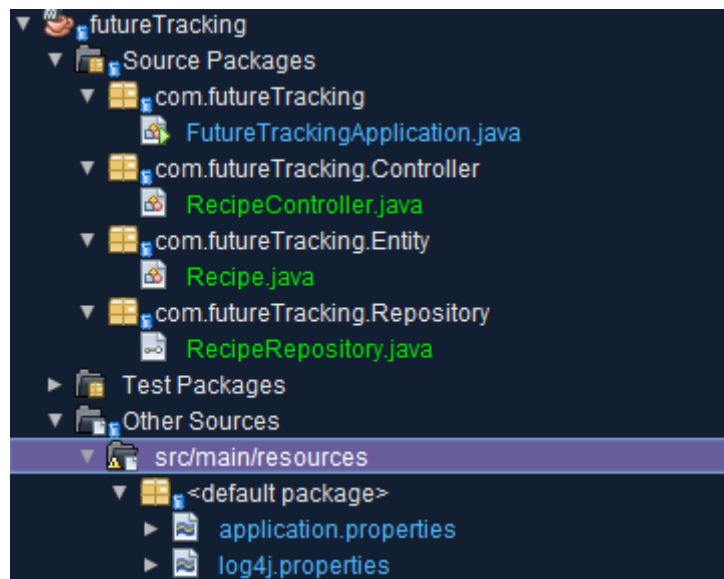 futureTracking
Source Packages
com.futureTracking
FutureTrackingApplication.java
com.futureTracking.Controller
RecipeController.java
com.futureTracking.Entity
Recipe.java
com.futureTracking.Repository
RecipeRepository.java
Test Packages
Other Sources
src/main/resources
<default package>
application.properties
log4j.properties